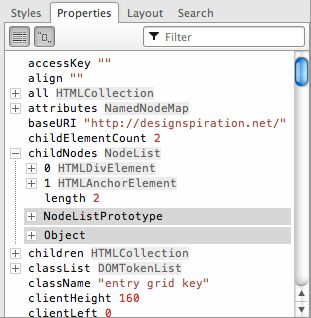 Styles Properties Layout Search
Filter
accessKey ""
align ""
all HTMLCollection
attributes NamedNodeMap
baseURI "http://designspiration.net/"
childElementCount 2
childNodes NodeList
0 HTMLDivElement
1 HTMLAnchorElement
length 2
NodeListPrototype
Object
children HTMLCollection
classList DOMTokenList
className "entry grid key"
clientHeight 160
clientLeft 0